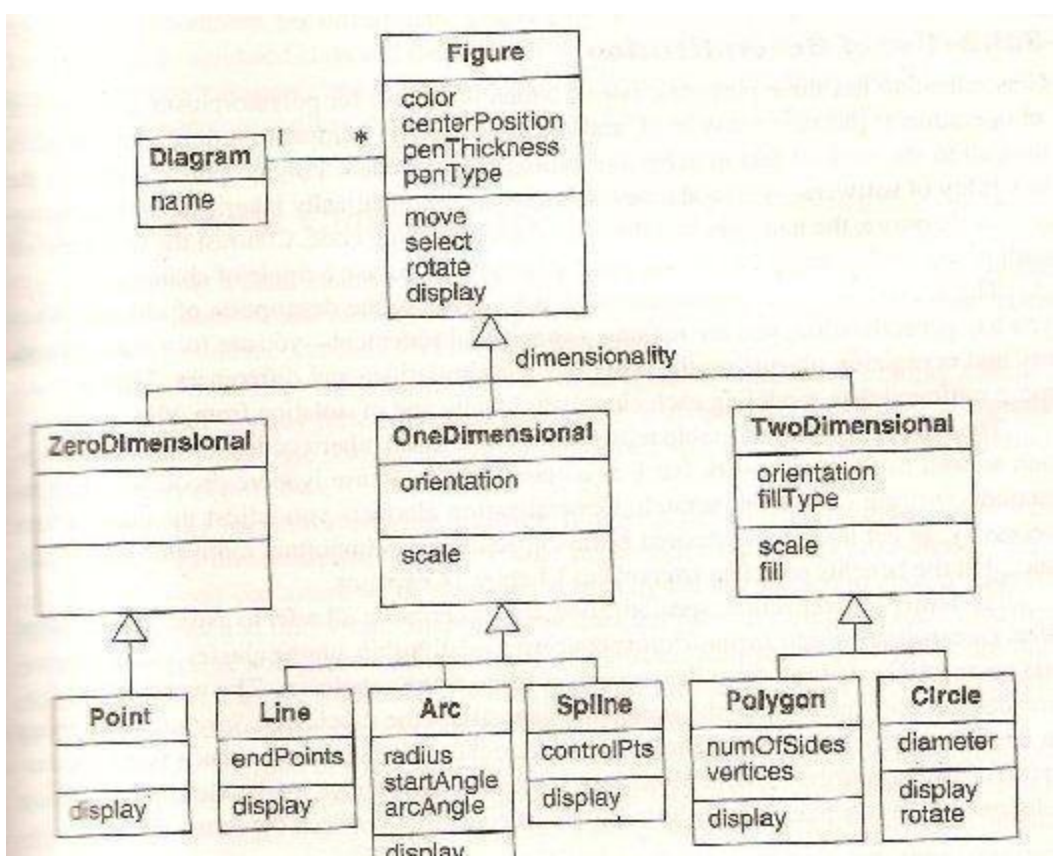 Figure
color
centerPosition
penThickness
penType
move
select
rotate
display
Diagram
name
*
dimensionality
ZeroDimensional
OneDimensional
orientation
scale
TwoDimensional
orientation
fillType
scale
fill
Point
display
Line
endPoints
display
Arc
radius
startAngle
arcAngle
display
Spline
controlPts
display
Polygon
numOfSides
vertices
display
Circle
diameter
display
rotate